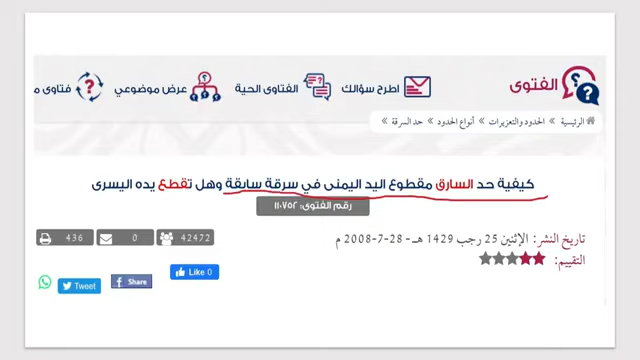 الفتوى
اطرح سؤالك
الفتاوى الحية
عرض موضوعي
فتاوى م
الرئيسية » الحدود والتعزيرات » أنواع الحدود » حد السرقة »
كيفية حد السارق مقطوع اليد اليمنى في سرقة سابقة وهل تقطع يده اليسرى
رقم الفتوى: ١١٠٧٥٢
تاريخ النشر: الإثنين 25 رجب 1429 هـ - 28-7-2008 م
42472
0
436
التقييم:
Like 0
Share
Tweet